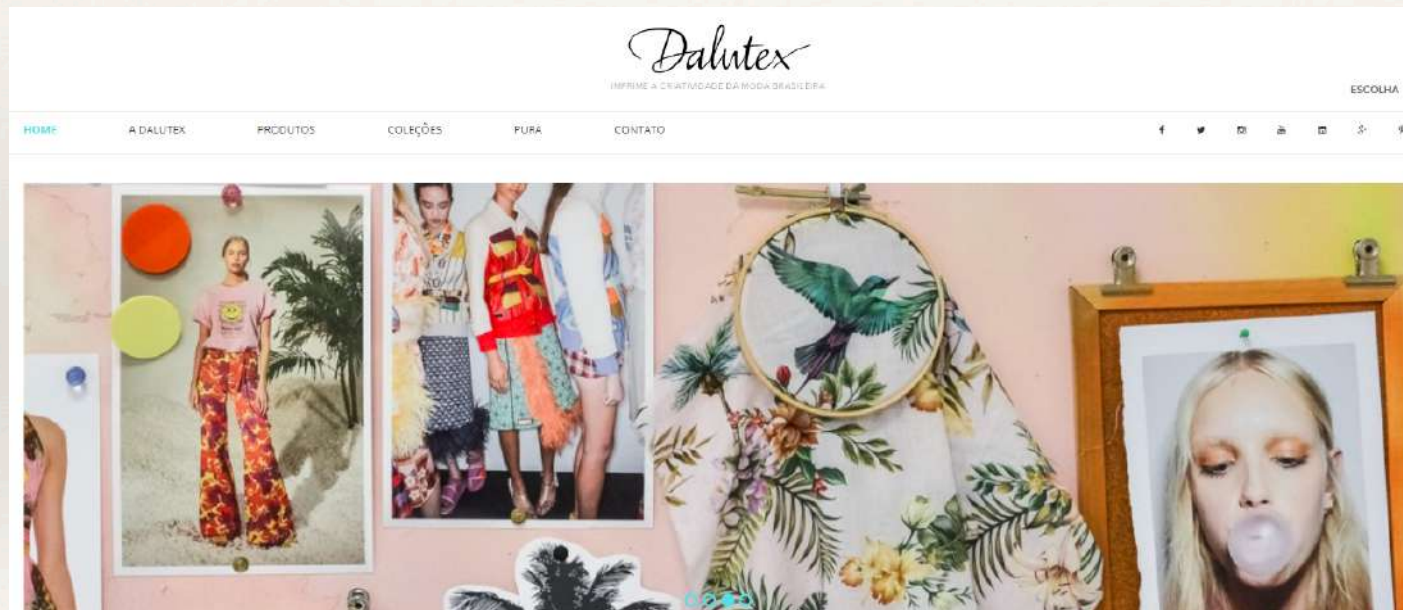 Dalutex
IMPRIME A CRIATIVIDADE DA MODA BRASILEIRA
ESCOLHA
HOME
A DALUTEX
PRODUTOS
COLEÇÕES
PURA
CONTATO